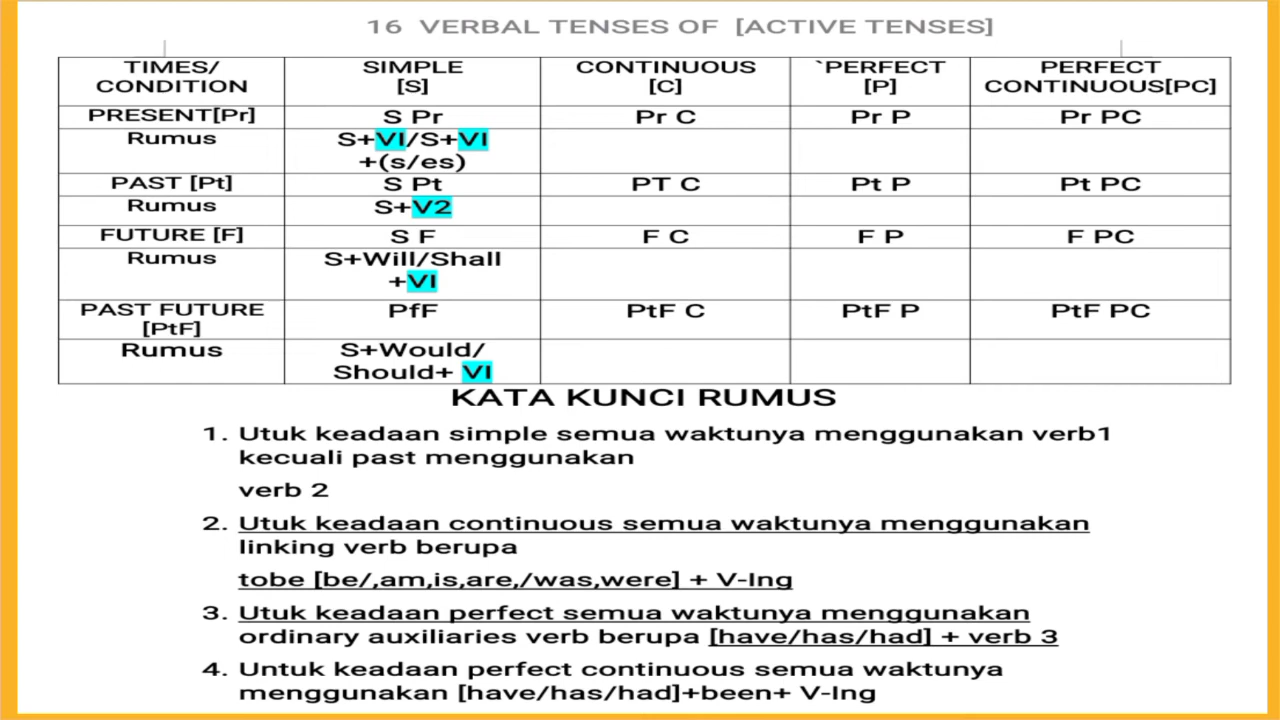 16 VERBAL TENSES OF [ACTIVE TENSES]
TIMES/ CONDITION SIMPLE [S] CONTINUOUS [C] `PERFECT [P] PERFECT CONTINUOUS[PC]
PRESENT[Pr] S Pr Pr C Pr P Pr PC
Rumus S+VI/S+VI +(s/es)
PAST [Pt] S Pt PT C Pt P Pt PC
Rumus S+V2
FUTURE [F] S F F C F P F PC
Rumus S+Will/Shall +VI
PAST FUTURE [PtF] PfF PtF C PtF P PtF PC
Rumus S+Would/ Should+ VI
KATA KUNCI RUMUS
1. Utuk keadaan simple semua waktunya menggunakan verb1
kecuali past menggunakan
verb 2
2. Utuk keadaan continuous semua waktunya menggunakan
linking verb berupa
tobe [be/,am,is,are,/was,were] + V-Ing
3. Utuk keadaan perfect semua waktunya menggunakan
ordinary auxiliaries verb berupa [have/has/had] + verb 3
4. Untuk keadaan perfect continuous semua waktunya
menggunakan [have/has/had]+been+ V-Ing